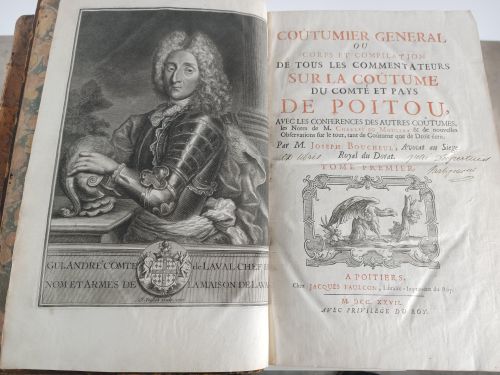 GUI ANDRÉ COMTE de LAVAL CHEF DU
NOM ET ARMES DE LA MAISON DE LAVAL
COUTUMIER GENERAL
OU
CORPS ET COMPILATION
DE TOUS LES COMMENTATEURS
SUR LA COÛTUME
DU COMTÉ ET PAYS
DE POITOU,
AVEC LES CONFERENCES DES AUTRES COUTUMES,
les Notes de M. CHARLES DU MOULIN, & de nouvelles
Observations sur le tout, tant de Coûtume que de Droit écrit.
Par M. JOSEPH BOUCHEUL, Avocat au Siege
Royal du Dorat.
ex libris
TOME PREMIER.
A POITIERS,
Chez JACQUES FAULCON, Libraire-Imprimeur du Roy.
M. DCC. XXVII.
AVEC PRIVILEGE DU ROY.